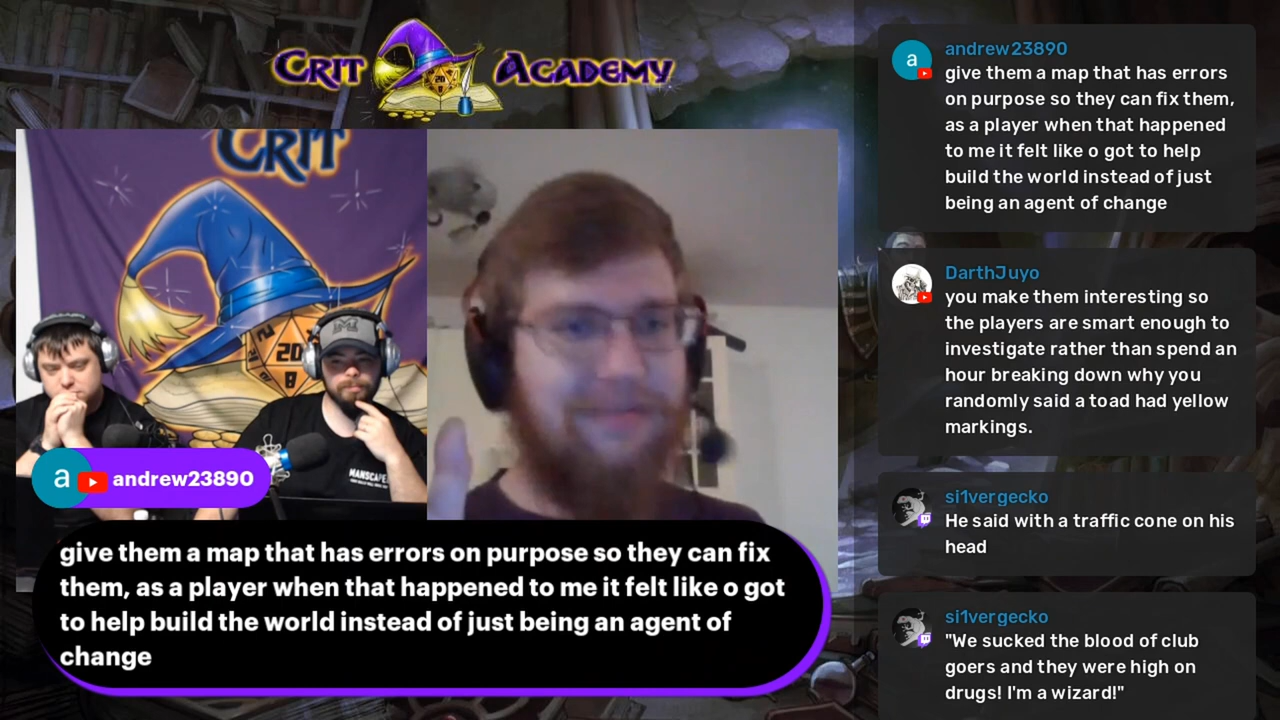 CRIT ACADEMY
CRIT
20
8
MANSCAPED
a andrew23890
give them a map that has errors on purpose so they can fix
them, as a player when that happened to me it felt like o got
to help build the world instead of just being an agent of
change
a andrew23890
give them a map that has errors
on purpose so they can fix them,
as a player when that happened
to me it felt like o got to help
build the world instead of just
being an agent of change
DarthJuyo
you make them interesting so
the players are smart enough to
investigate rather than spend an
hour breaking down why you
randomly said a toad had yellow
markings.
si1vergecko
He said with a traffic cone on his
head
si1vergecko
"We sucked the blood of club
goers and they were high on
drugs! I'm a wizard!"